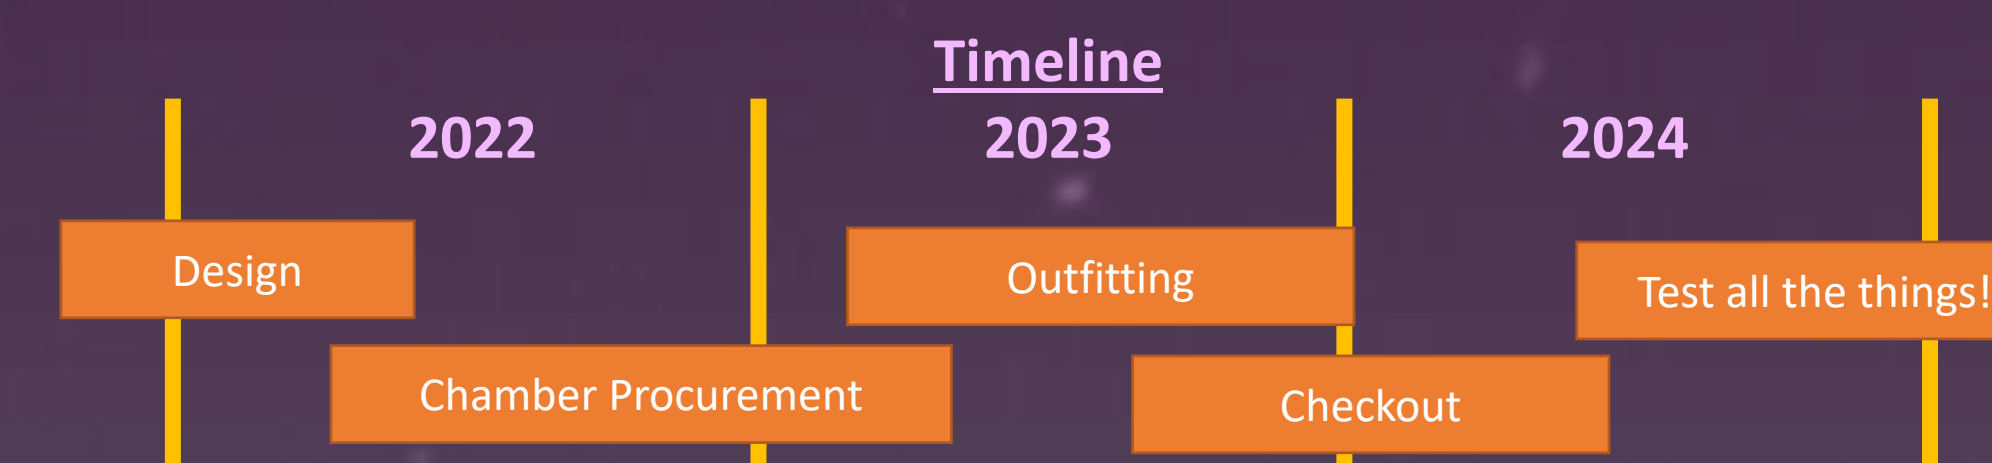 Timeline
2022 2023 2024
Design
Outfitting
Test all the things!
Chamber Procurement
Checkout